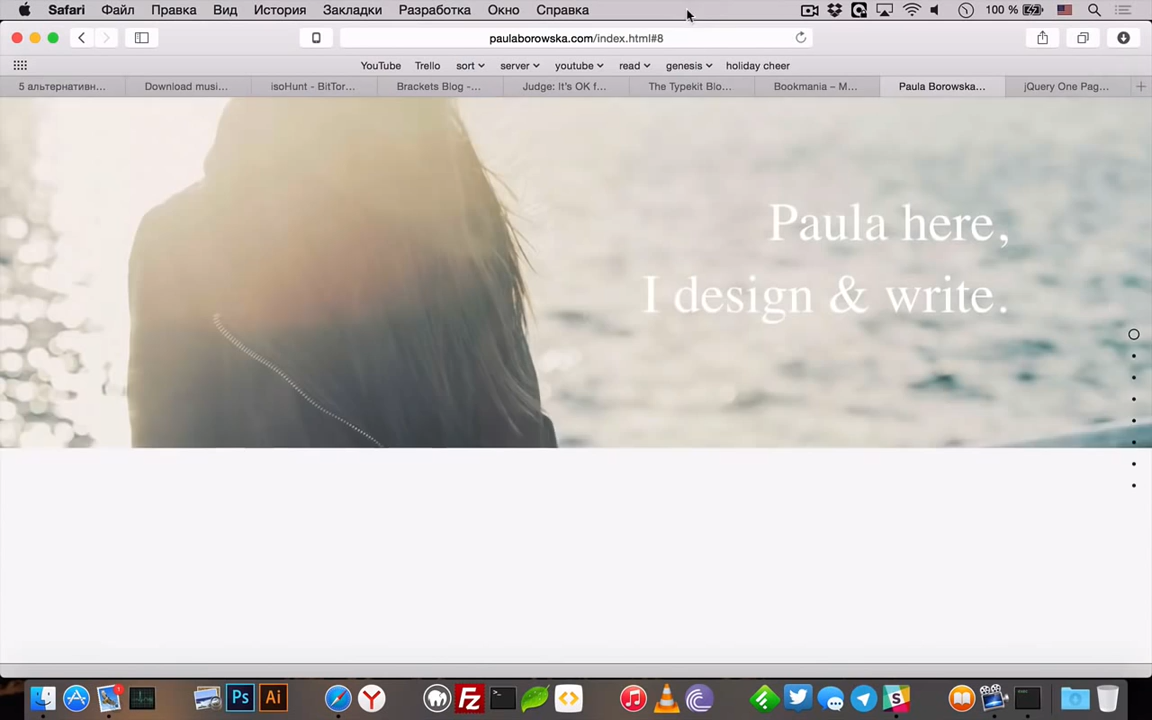 Safari Файл Правка Вид История Закладки Разработка Окно Справка 100 %
paulaborowska.com/index.html#8
YouTube Trello sort server youtube read genesis holiday cheer
5 альтернативн... Download musi... isoHunt - BitTor... Brackets Blog -... Judge: It's OK f... The Typekit Blo... Bookmania – M... Paula Borowska... jQuery One Pag...
Paula here,
I design & write.
Ps Ai